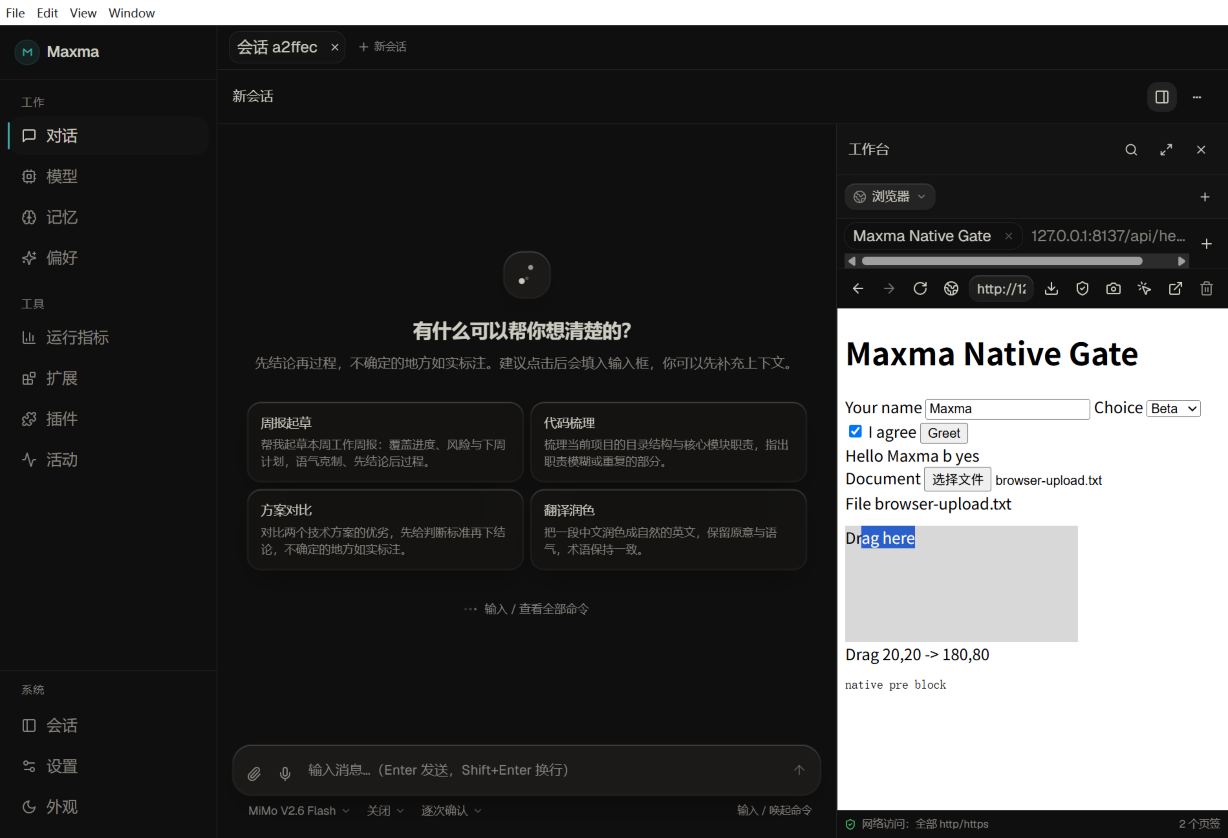 File Edit View Window
Maxma
工作
对话
模型
记忆
偏好
工具
运行指标
扩展
插件
活动
系统
会话
设置
外观
会话 a2ffec × + 新会话
新会话
有什么可以帮你想清楚的？
先结论再过程，不确定的地方如实标注。建议点击后会填入输入框，你可以先补充上下文。
周报起草
帮我起草本周工作周报：覆盖进度、风险与下周
计划，语气克制、先结论后过程。
代码梳理
梳理当前项目的目录结构与核心模块职责，指出
职责模糊或重复的部分。
方案对比
对比两个技术方案的优劣，先给判断标准再下结
论，不确定的地方如实标注。
翻译润色
把一段中文润色成自然的英文，保留原意与语
气，术语保持一致。
输入 / 查看全部命令
输入消息...（Enter 发送，Shift+Enter 换行）
MiMo V2.6 Flash 关闭 逐次确认 输入 / 唤起命令
工作台
浏览器
Maxma Native Gate × 127.0.0.1:8137/api/he...
http://12
Maxma Native Gate
Your name Maxma Choice Beta
I agree Greet
Hello Maxma b yes
Document 选择文件 browser-upload.txt
File browser-upload.txt
Drag here
Drag 20,20 -> 180,80
native pre block
网络访问：全部 http/https 2 个页签